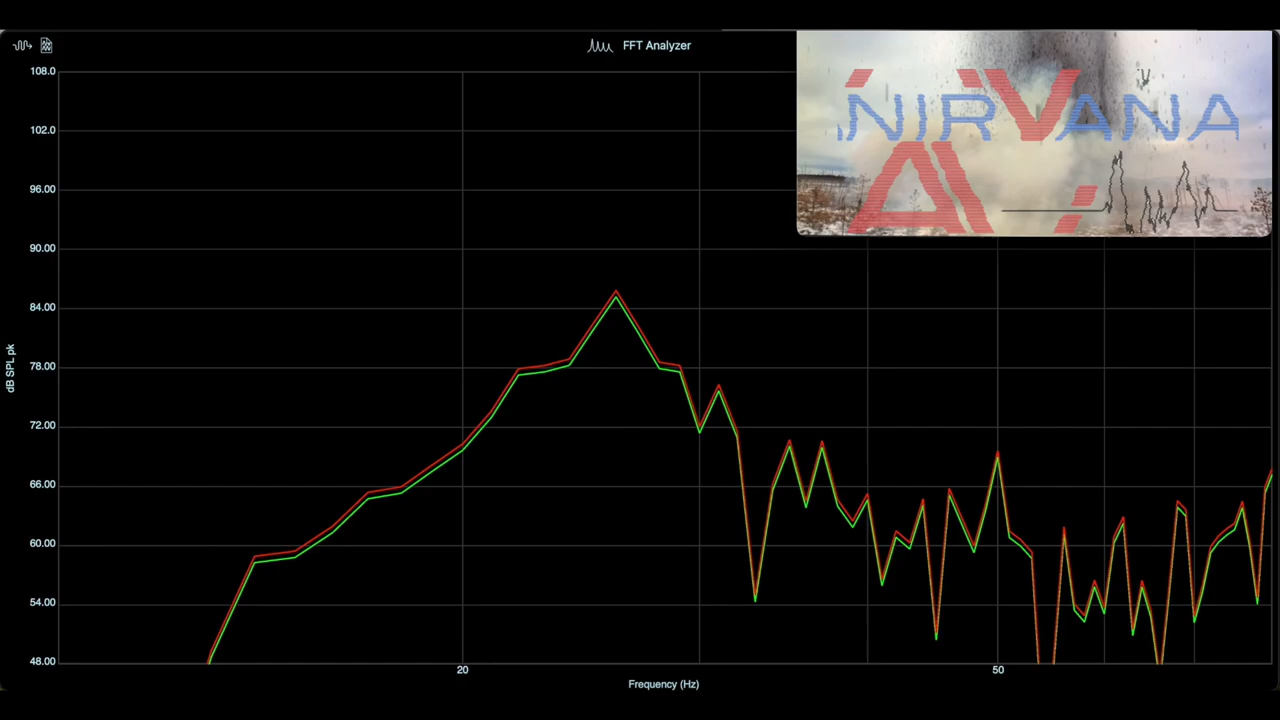 FFT Analyzer
108.0
102.0
96.00
90.00
84.00
78.00
72.00
66.00
60.00
54.00
48.00
dB SPL pk
20
50
Frequency (Hz)
NIRVANA
AV